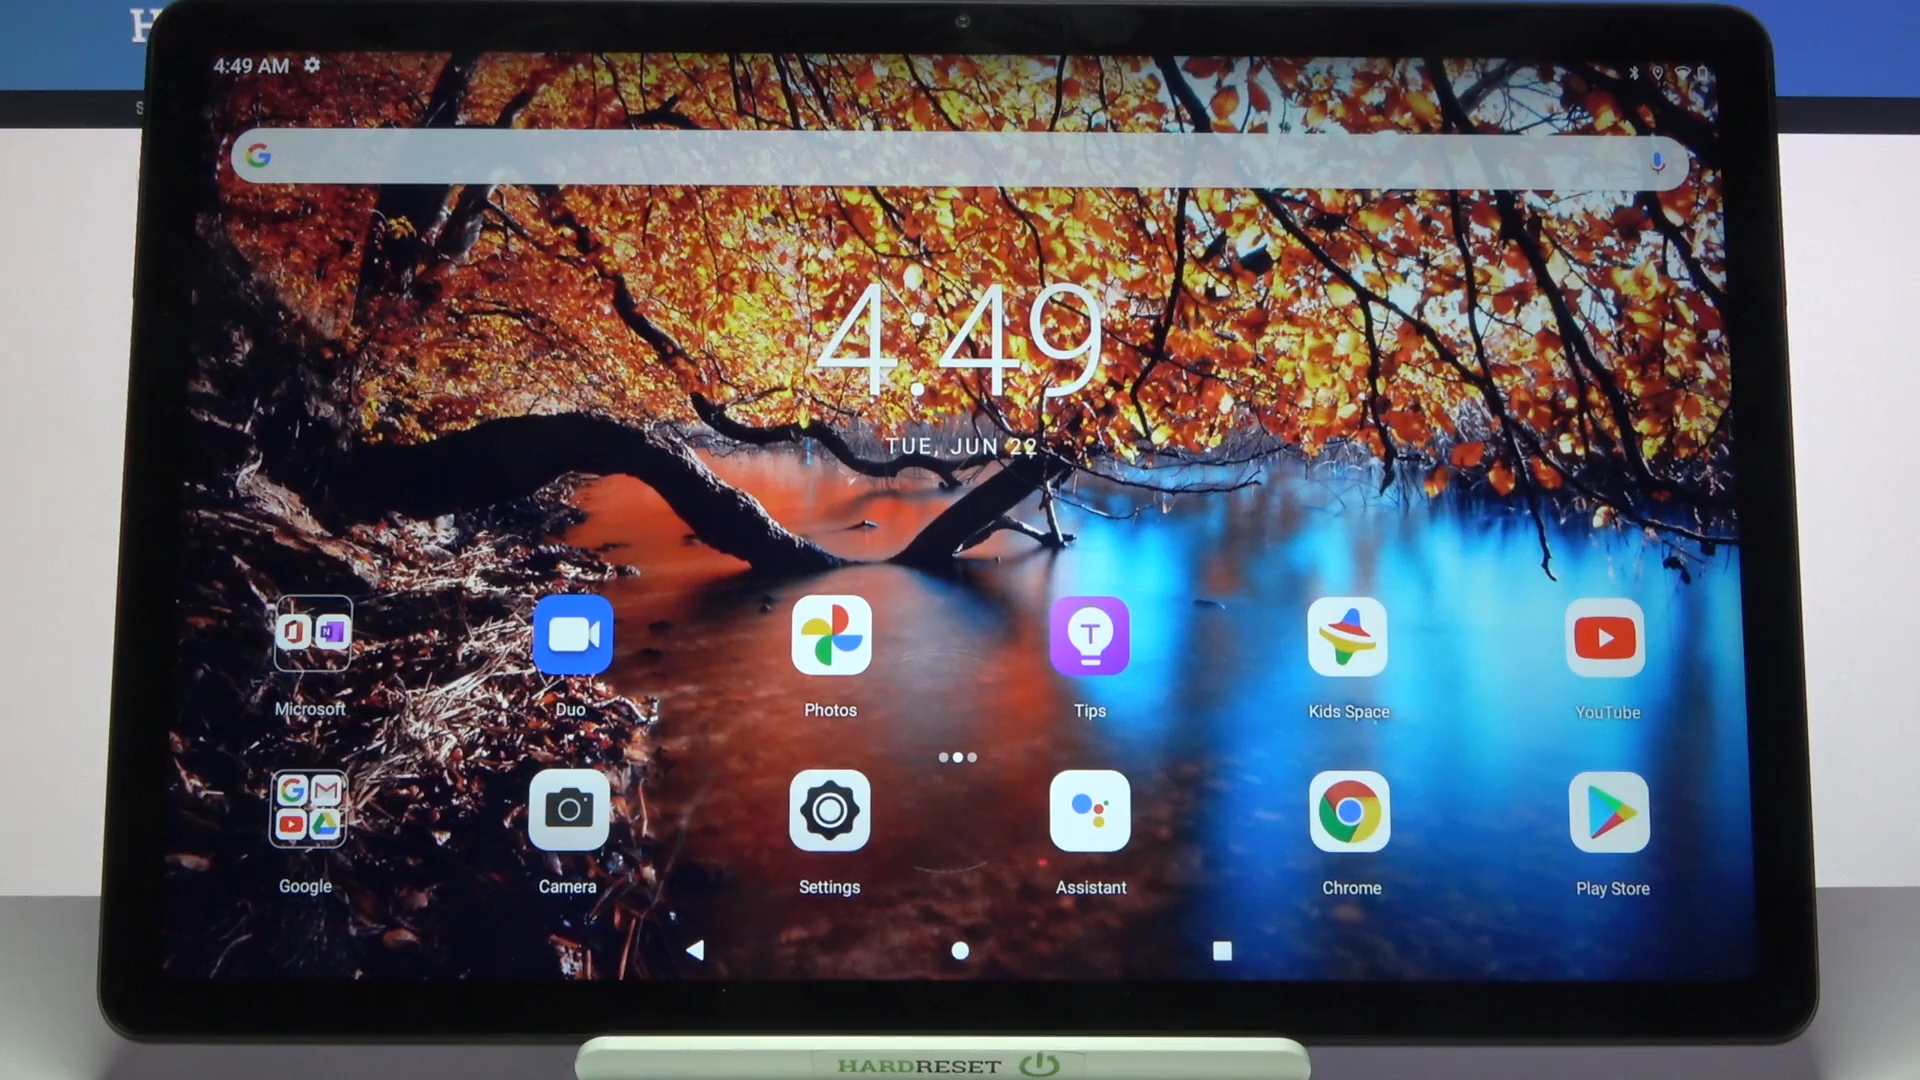 H
S
4:49 AM
4:49
TUE, JUN 22
Microsoft
Duo
Photos
T
Tips
Kids Space
YouTube
Google
Camera
Settings
Assistant
Chrome
Play Store
HARDRESET